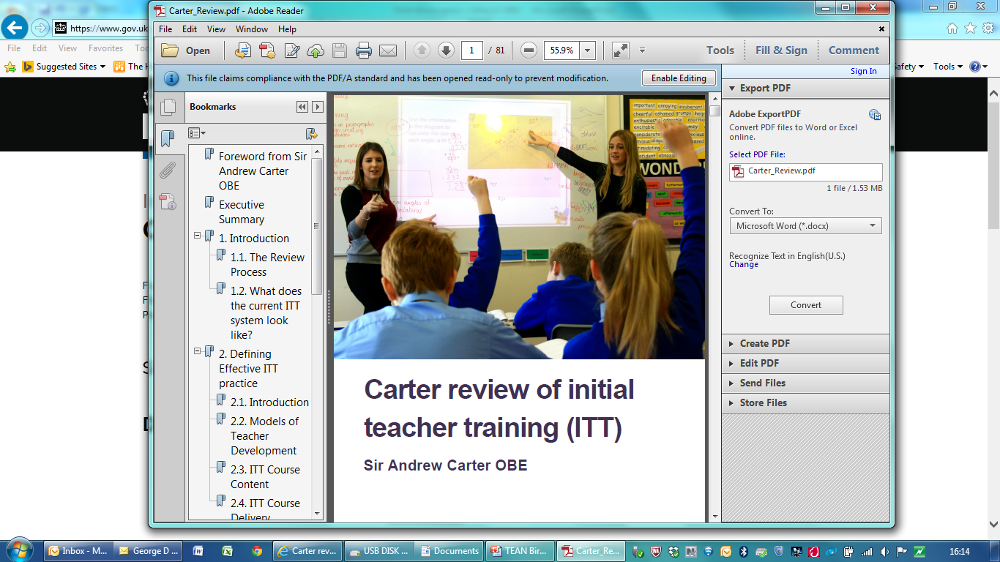 Carter_Review.pdf - Adobe Reader
https://www.gov.uk
File Edit View Window Help
File Edit View Favorites
Open
1 / 81
55.9%
Tools Fill & Sign Comment
Suggested Sites
Tools
This file claims compliance with the PDF/A standard and has been opened read-only to prevent modification.
Enable Editing
Sign In
Bookmarks
Foreword from Sir
Andrew Carter
OBE
Executive
Summary
1. Introduction
1.1. The Review
Process
1.2. What does
the current ITT
system look
like?
2. Defining
Effective ITT
practice
2.1. Introduction
2.2. Models of
Teacher
Development
2.3. ITT Course
Content
2.4. ITT Course
Delivery
important annoying exuberant
cheerful ashamed grumpy
WOND
Carter review of initial
teacher training (ITT)
Sir Andrew Carter OBE
Export PDF
Adobe ExportPDF
Convert PDF files to Word or Excel
online.
Select PDF File:
Carter_Review.pdf
1 file / 1.53 MB
Convert To:
Microsoft Word (*.docx)
Recognize Text in English(U.S.)
Change
Convert
Create PDF
Edit PDF
Send Files
Store Files
Inbox - M... George D ... Carter rev... USB DISK ... Documents TEAN Bir... Carter_Re... 16:14